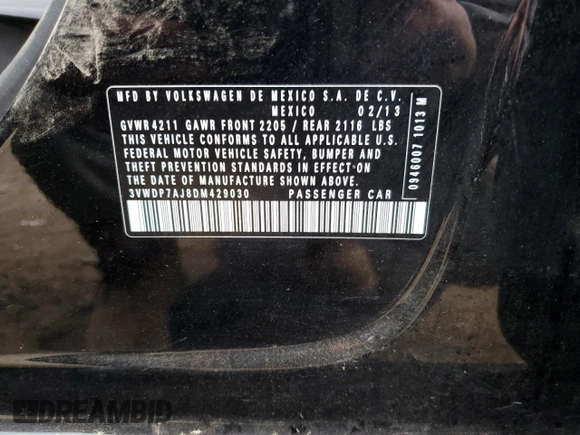 MFD BY VOLKSWAGEN DE MEXICO S.A. DE C.V.
MEXICO 02/13
GVWR 4211 GAWR FRONT 2205 / REAR 2116 LBS
THIS VEHICLE CONFORMS TO ALL APPLICABLE U.S.
FEDERAL MOTOR VEHICLE SAFETY, BUMPER AND
THEFT PREVENTION STANDARDS IN EFFECT ON THE
DATE OF MANUFACTURE SHOWN ABOVE.
3VWDP7AJ8DM429030 PASSENGER CAR
0946007 1013 M
DREAMBID